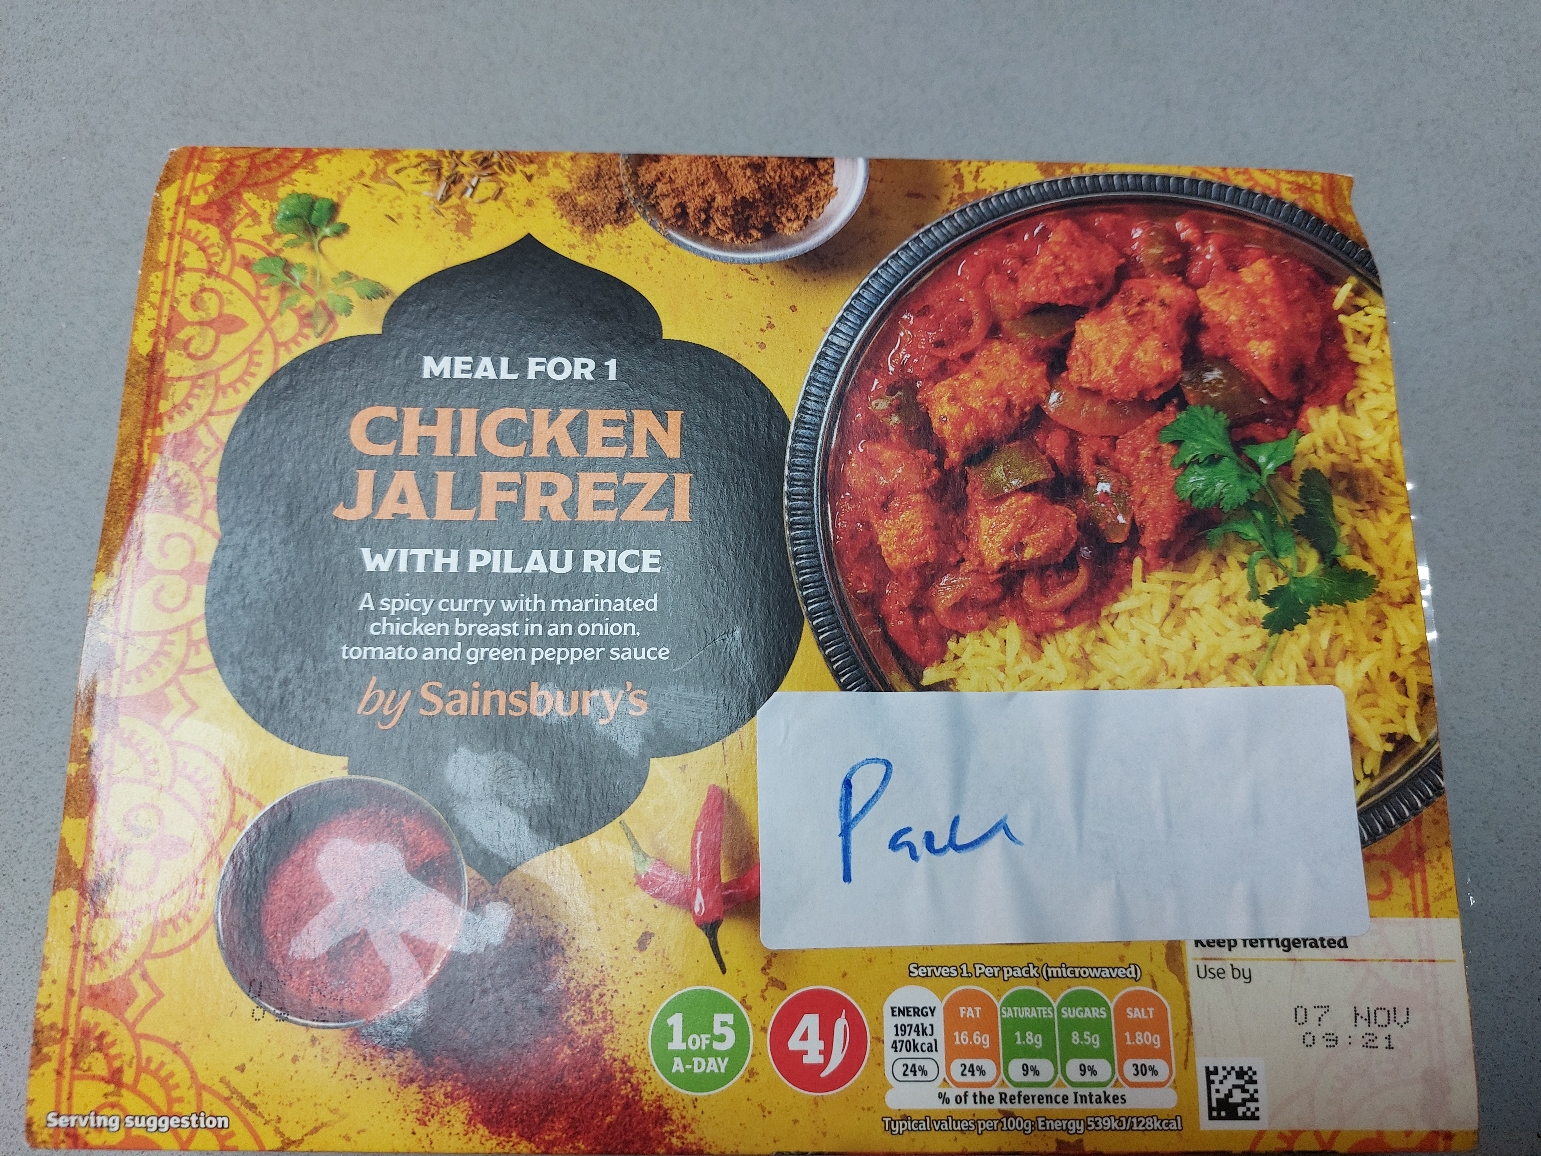 MEAL FOR 1
CHICKEN
JALFREZI
WITH PILAU RICE
A spicy curry with marinated
chicken breast in an onion,
tomato and green pepper sauce
by Sainsbury's
Keep refrigerated
Use by
07 NOV
09:21
Serves 1. Per pack (microwaved)
1 OF 5
A-DAY
4
ENERGY
1974kJ
470kcal
24%
FAT
16.6g
24%
SATURATES
1.8g
9%
SUGARS
8.5g
9%
SALT
1.80g
30%
% of the Reference Intakes
Typical values per 100g: Energy 539kJ/128kcal
Serving suggestion